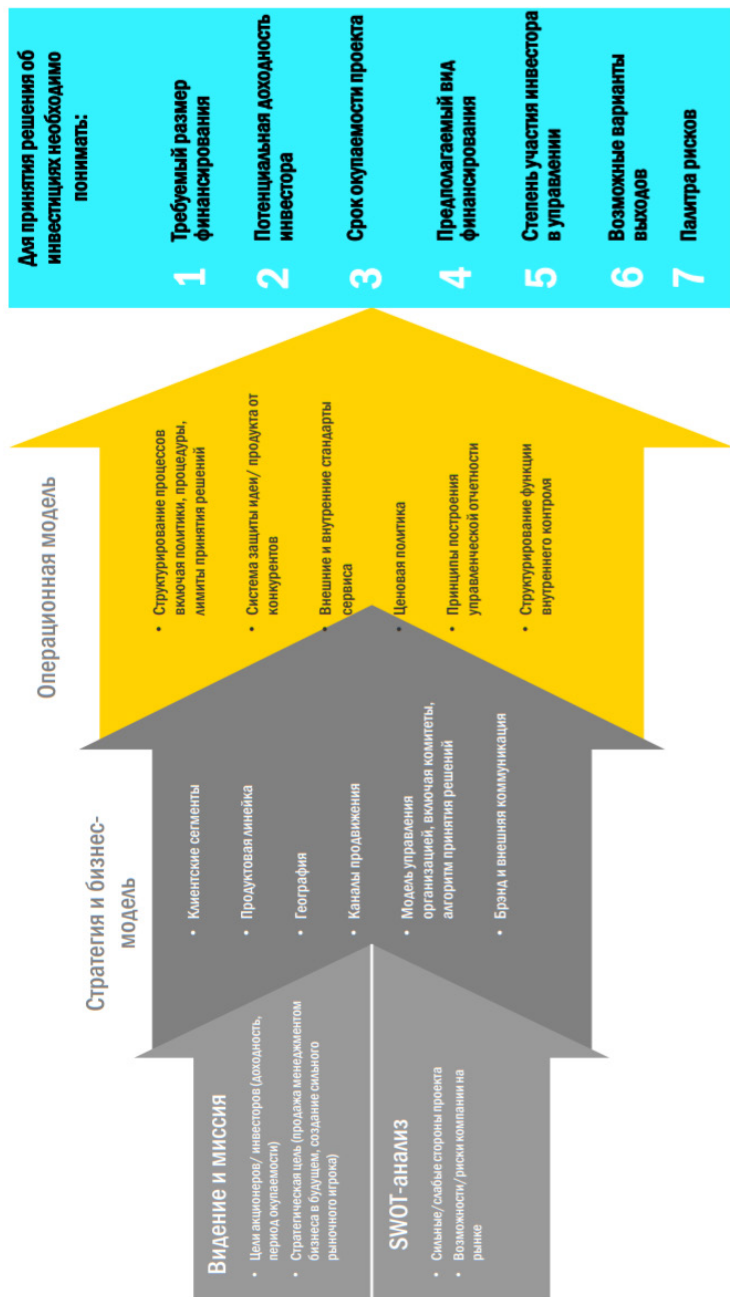 Видение и миссия
• Цели акционеров/ инвесторов (доходность,
период окупаемости)
• Стратегическая цель (продажа менеджментом
бизнеса в будущем, создание сильного
рыночного игрока)
SWOT-анализ
• Сильные/слабые стороны проекта
• Возможности/риски компании на
рынке
Стратегия и бизнес-
модель
• Клиентские сегменты
• Продуктовая линейка
• География
• Каналы продвижения
• Модель управления
организацией, включая комитеты,
алгоритм принятия решений
• Брэнд и внешняя коммуникация
Операционная модель
• Структурирование процессов
включая политики, процедуры,
лимиты принятия решений
• Система защиты идеи/ продукта от
конкурентов
• Внешние и внутренние стандарты
сервиса
• Ценовая политика
• Принципы построения
управленческой отчетности
• Структурирование функции
внутреннего контроля
Для принятия решения об
инвестициях необходимо
понимать:
1 Требуемый размер
финансирования
2 Потенциальная доходность
инвестора
3 Срок окупаемости проекта
4 Предполагаемый вид
финансирования
5 Степень участия инвестора
в управлении
6 Возможные варианты
выходов
7 Палитра рисков